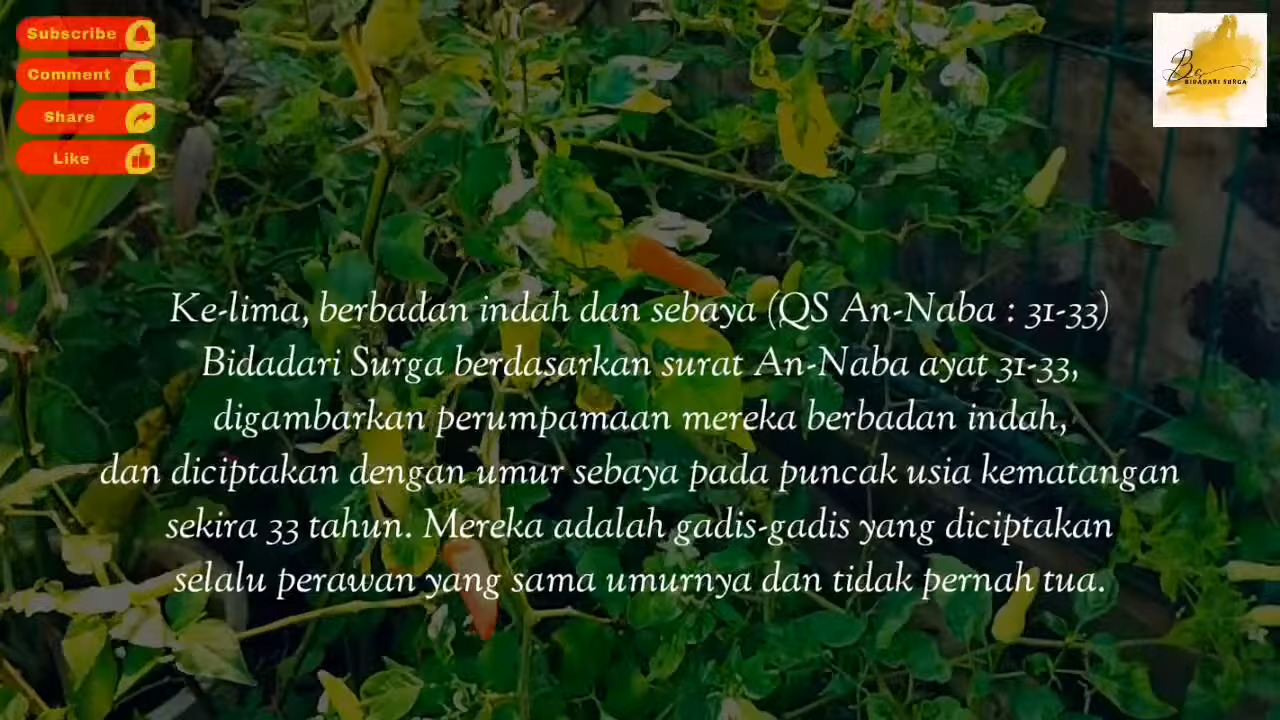 Subscribe
Comment
Share
Like
Bs
BIDADARI SURGA
Ke-lima, berbadan indah dan sebaya (QS An-Naba : 31-33)
Bidadari Surga berdasarkan surat An-Naba ayat 31-33,
digambarkan perumpamaan mereka berbadan indah,
dan diciptakan dengan umur sebaya pada puncak usia kematangan
sekira 33 tahun. Mereka adalah gadis-gadis yang diciptakan
selalu perawan yang sama umurnya dan tidak pernah tua.